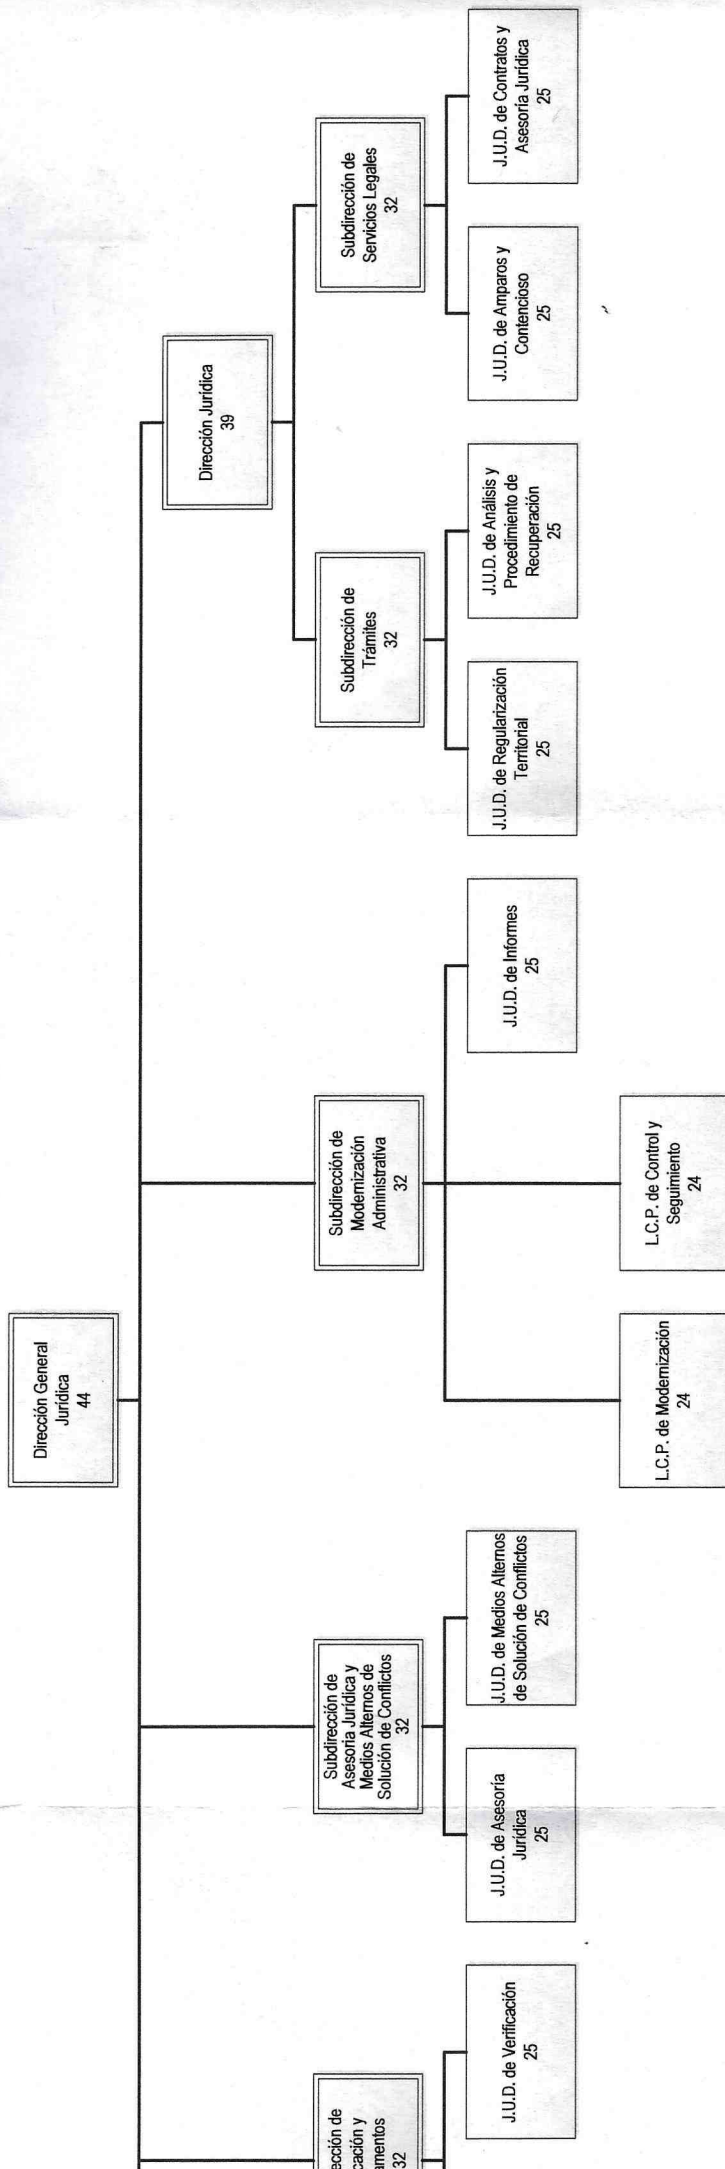 Dirección General
Jurídica
44
Dirección Jurídica
39
Subdirección de
Asesoría Jurídica y
Medios Alternos de
Solución de Conflictos
32
Subdirección de
Modernización
Administrativa
32
Subdirección de
Trámites
32
Subdirección de
Servicios Legales
32
32
J.U.D. de Verificación
25
J.U.D. de Asesoría
Jurídica
25
J.U.D. de Medios Alternos
de Solución de Conflictos
25
J.U.D. de Informes
25
J.U.D. de Regularización
Territorial
25
J.U.D. de Análisis y
Procedimiento de
Recuperación
25
J.U.D. de Amparos y
Contencioso
25
J.U.D. de Contratos y
Asesoría Jurídica
25
L.C.P. de Modernización
24
L.C.P. de Control y
Seguimiento
24